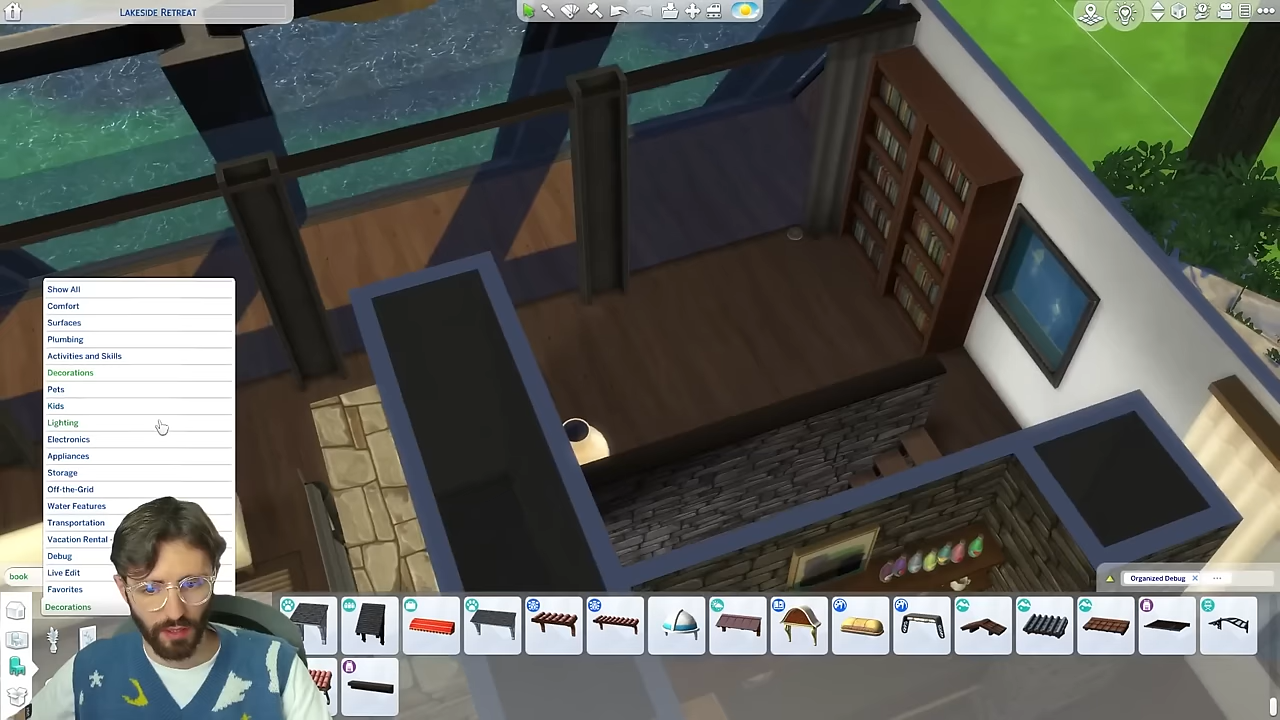 LAKESIDE RETREAT
Show All
Comfort
Surfaces
Plumbing
Activities and Skills
Decorations
Pets
Kids
Lighting
Electronics
Appliances
Storage
Off-the-Grid
Water Features
Transportation
Vacation Rental -
Debug
Live Edit
Favorites
book
Decorations
Organized Debug